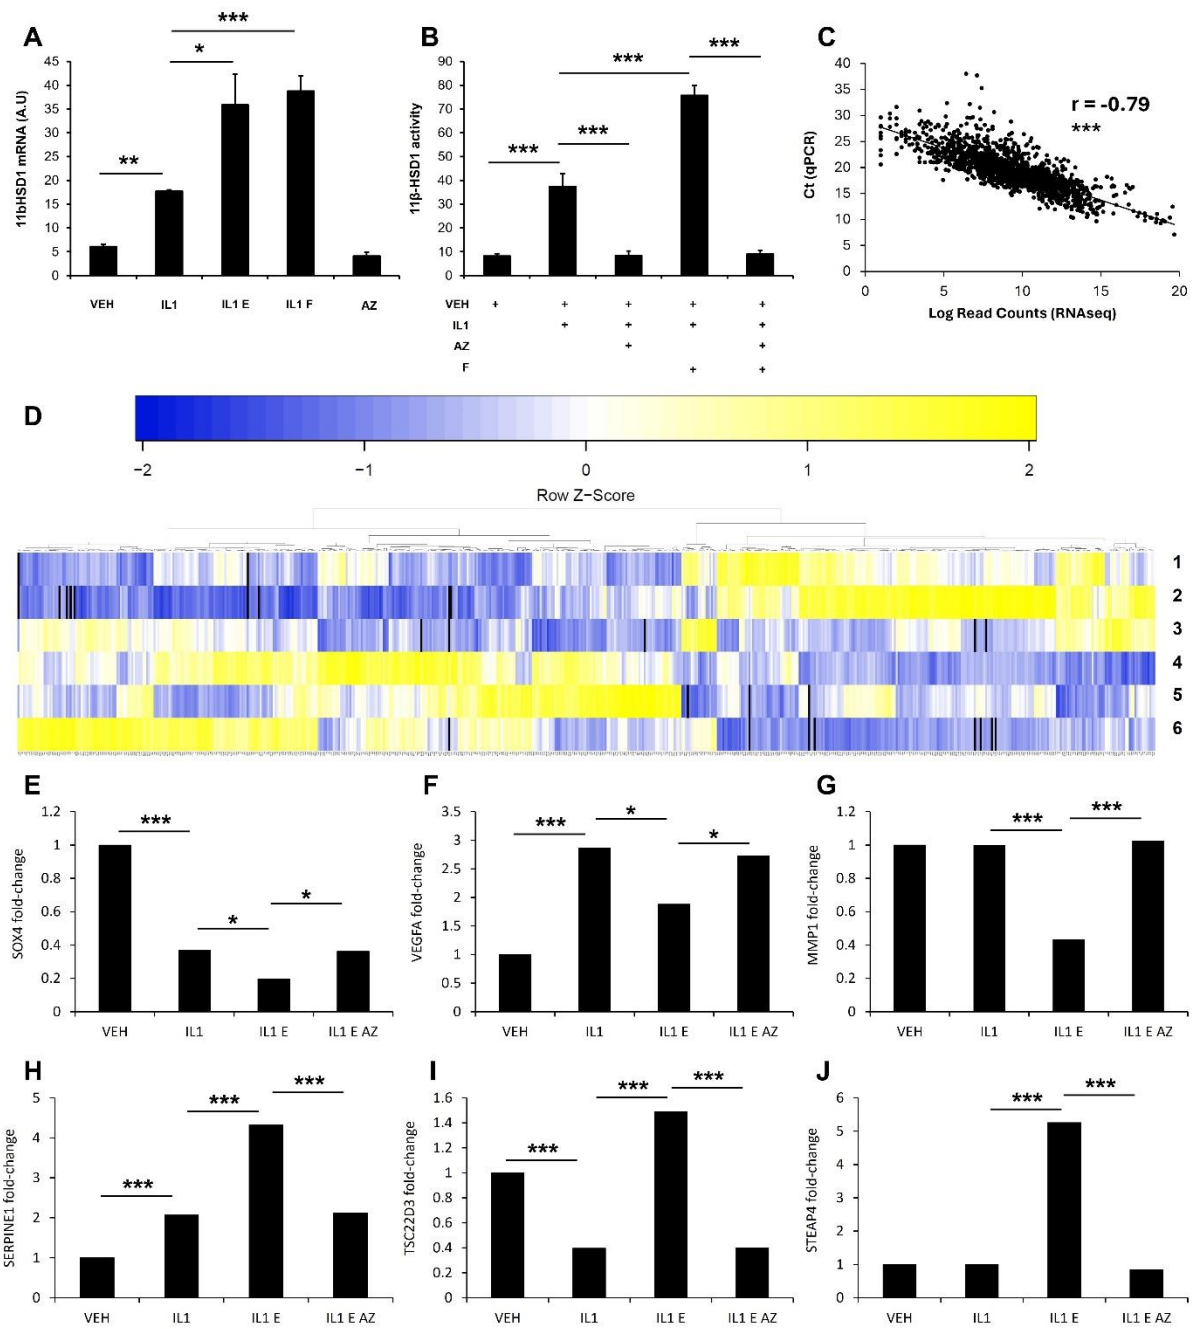 A
***
*
**
11bHSD1 mRNA (A.U)
45
40
35
30
25
20
15
10
5
0
VEH IL1 IL1 E IL1 F AZ
B
***
***
***
***
11β-HSD1 activity
90
80
70
60
50
40
30
20
10
0
VEH + + + + +
IL1 + + + +
AZ + +
F + +
C
r = -0.79
***
Ct (qPCR)
40
35
30
25
20
15
10
5
0
0 5 10 15 20
Log Read Counts (RNAseq)
D
−2 −1 0 1 2
Row Z−Score
1
2
3
4
5
6
E
***
*
*
SOX4 fold-change
1.2
1
0.8
0.6
0.4
0.2
0
VEH IL1 IL1 E IL1 E AZ
F
***
*
*
VEGFA fold-change
3.5
3
2.5
2
1.5
1
0.5
0
VEH IL1 IL1 E IL1 E AZ
G
***
***
MMP1 fold-change
1.2
1
0.8
0.6
0.4
0.2
0
VEH IL1 IL1 E IL1 E AZ
H
***
***
***
SERPINE1 fold-change
5
4
3
2
1
0
VEH IL1 IL1 E IL1 E AZ
I
***
***
***
TSC22D3 fold-change
1.6
1.4
1.2
1
0.8
0.6
0.4
0.2
0
VEH IL1 IL1 E IL1 E AZ
J
***
***
STEAP4 fold-change
6
5
4
3
2
1
0
VEH IL1 IL1 E IL1 E AZ